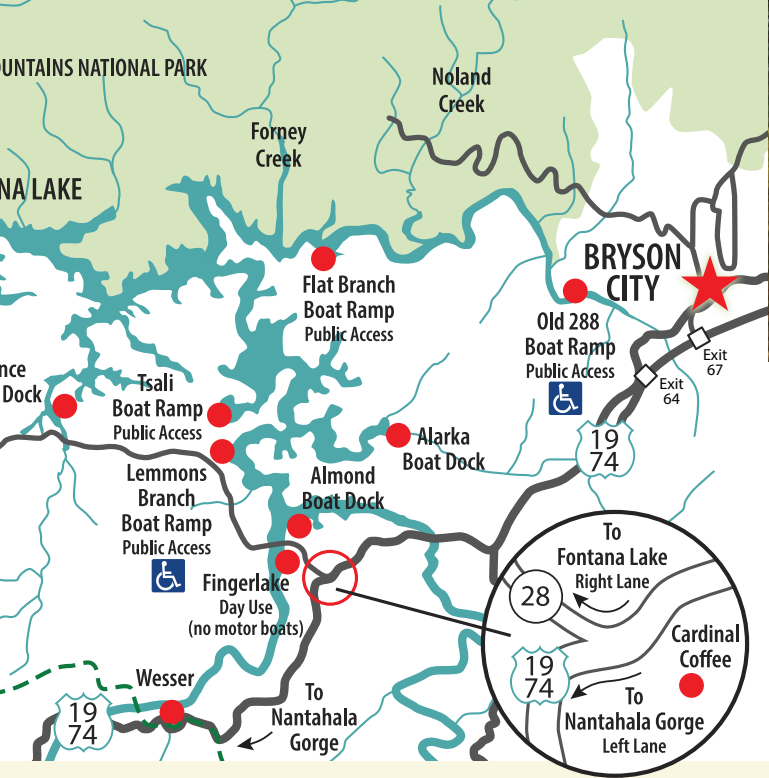 OUNTAINS NATIONAL PARK
Noland
Creek
Forney
Creek
NA LAKE
BRYSON
CITY
Flat Branch
Boat Ramp
Public Access
Old 288
Boat Ramp
Public Access
Exit
67
Exit
64
nce
Dock
Tsali
Boat Ramp
Public Access
Alarka
Boat Dock
19
74
Lemmons
Branch
Boat Ramp
Public Access
Almond
Boat Dock
Fingerlake
Day Use
(no motor boats)
To
Fontana Lake
Right Lane
28
Cardinal
Coffee
19
74
To
Nantahala Gorge
Left Lane
Wesser
19
74
To
Nantahala
Gorge